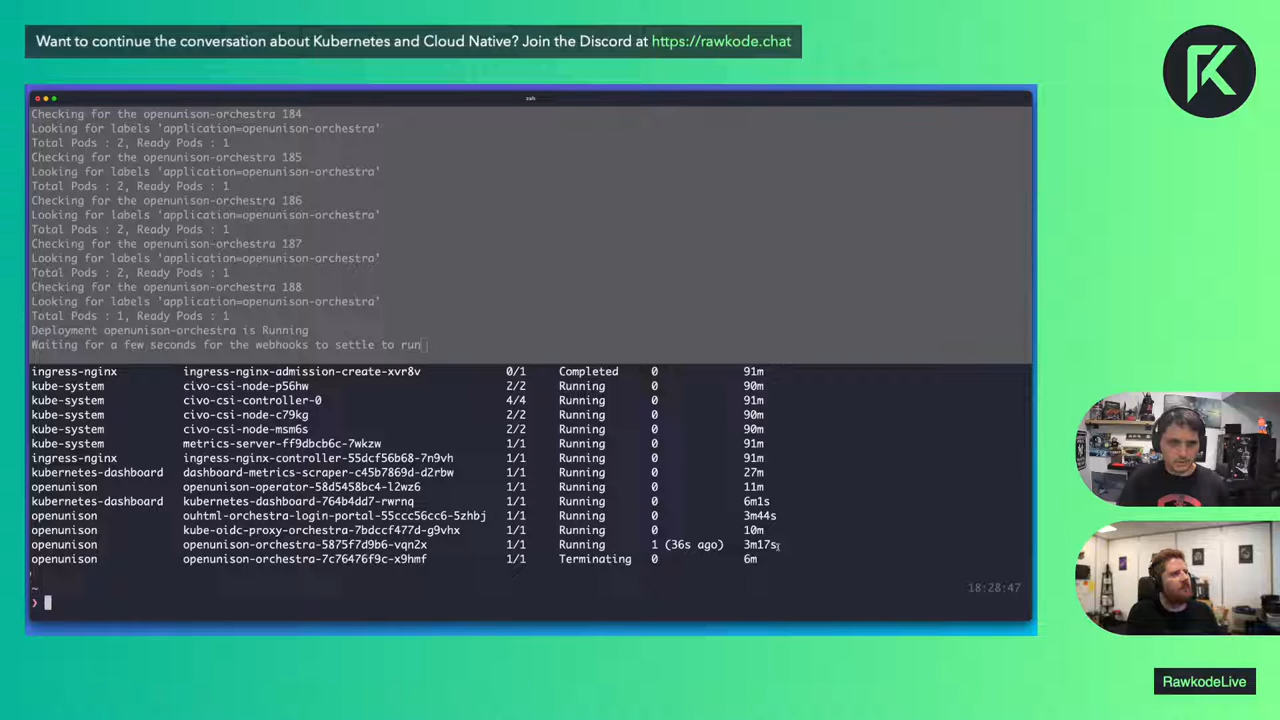 Want to continue the conversation about Kubernetes and Cloud Native? Join the Discord at https://rawkode.chat
zsh
Checking for the openunison-orchestra 184
Looking for labels 'application=openunison-orchestra'
Total Pods : 2, Ready Pods : 1
Checking for the openunison-orchestra 185
Looking for labels 'application=openunison-orchestra'
Total Pods : 2, Ready Pods : 1
Checking for the openunison-orchestra 186
Looking for labels 'application=openunison-orchestra'
Total Pods : 2, Ready Pods : 1
Checking for the openunison-orchestra 187
Looking for labels 'application=openunison-orchestra'
Total Pods : 2, Ready Pods : 1
Checking for the openunison-orchestra 188
Looking for labels 'application=openunison-orchestra'
Total Pods : 1, Ready Pods : 1
Deployment openunison-orchestra is Running
Waiting for a few seconds for the webhooks to settle to run
ingress-nginx ingress-nginx-admission-create-xvr8v 0/1 Completed 0 91m
kube-system civo-csi-node-p56hw 2/2 Running 0 90m
kube-system civo-csi-controller-0 4/4 Running 0 91m
kube-system civo-csi-node-c79kg 2/2 Running 0 90m
kube-system civo-csi-node-msm6s 2/2 Running 0 90m
kube-system metrics-server-ff9dbcb6c-7wkzw 1/1 Running 0 91m
ingress-nginx ingress-nginx-controller-55dcf56b68-7n9vh 1/1 Running 0 91m
kubernetes-dashboard dashboard-metrics-scraper-c45b7869d-d2rbw 1/1 Running 0 27m
openunison openunison-operator-58d5458bc4-l2wz6 1/1 Running 0 11m
kubernetes-dashboard kubernetes-dashboard-764b4dd7-rwrnq 1/1 Running 0 6m1s
openunison ouhtml-orchestra-login-portal-55ccc56cc6-5zhbj 1/1 Running 0 3m44s
openunison kube-oidc-proxy-orchestra-7bdccf477d-g9vhx 1/1 Running 0 10m
openunison openunison-orchestra-5875f7d9b6-vqn2x 1/1 Running 1 (36s ago) 3m17s
openunison openunison-orchestra-7c76476f9c-x9hmf 1/1 Terminating 0 6m
~ 18:28:47
❯
RawkodeLive